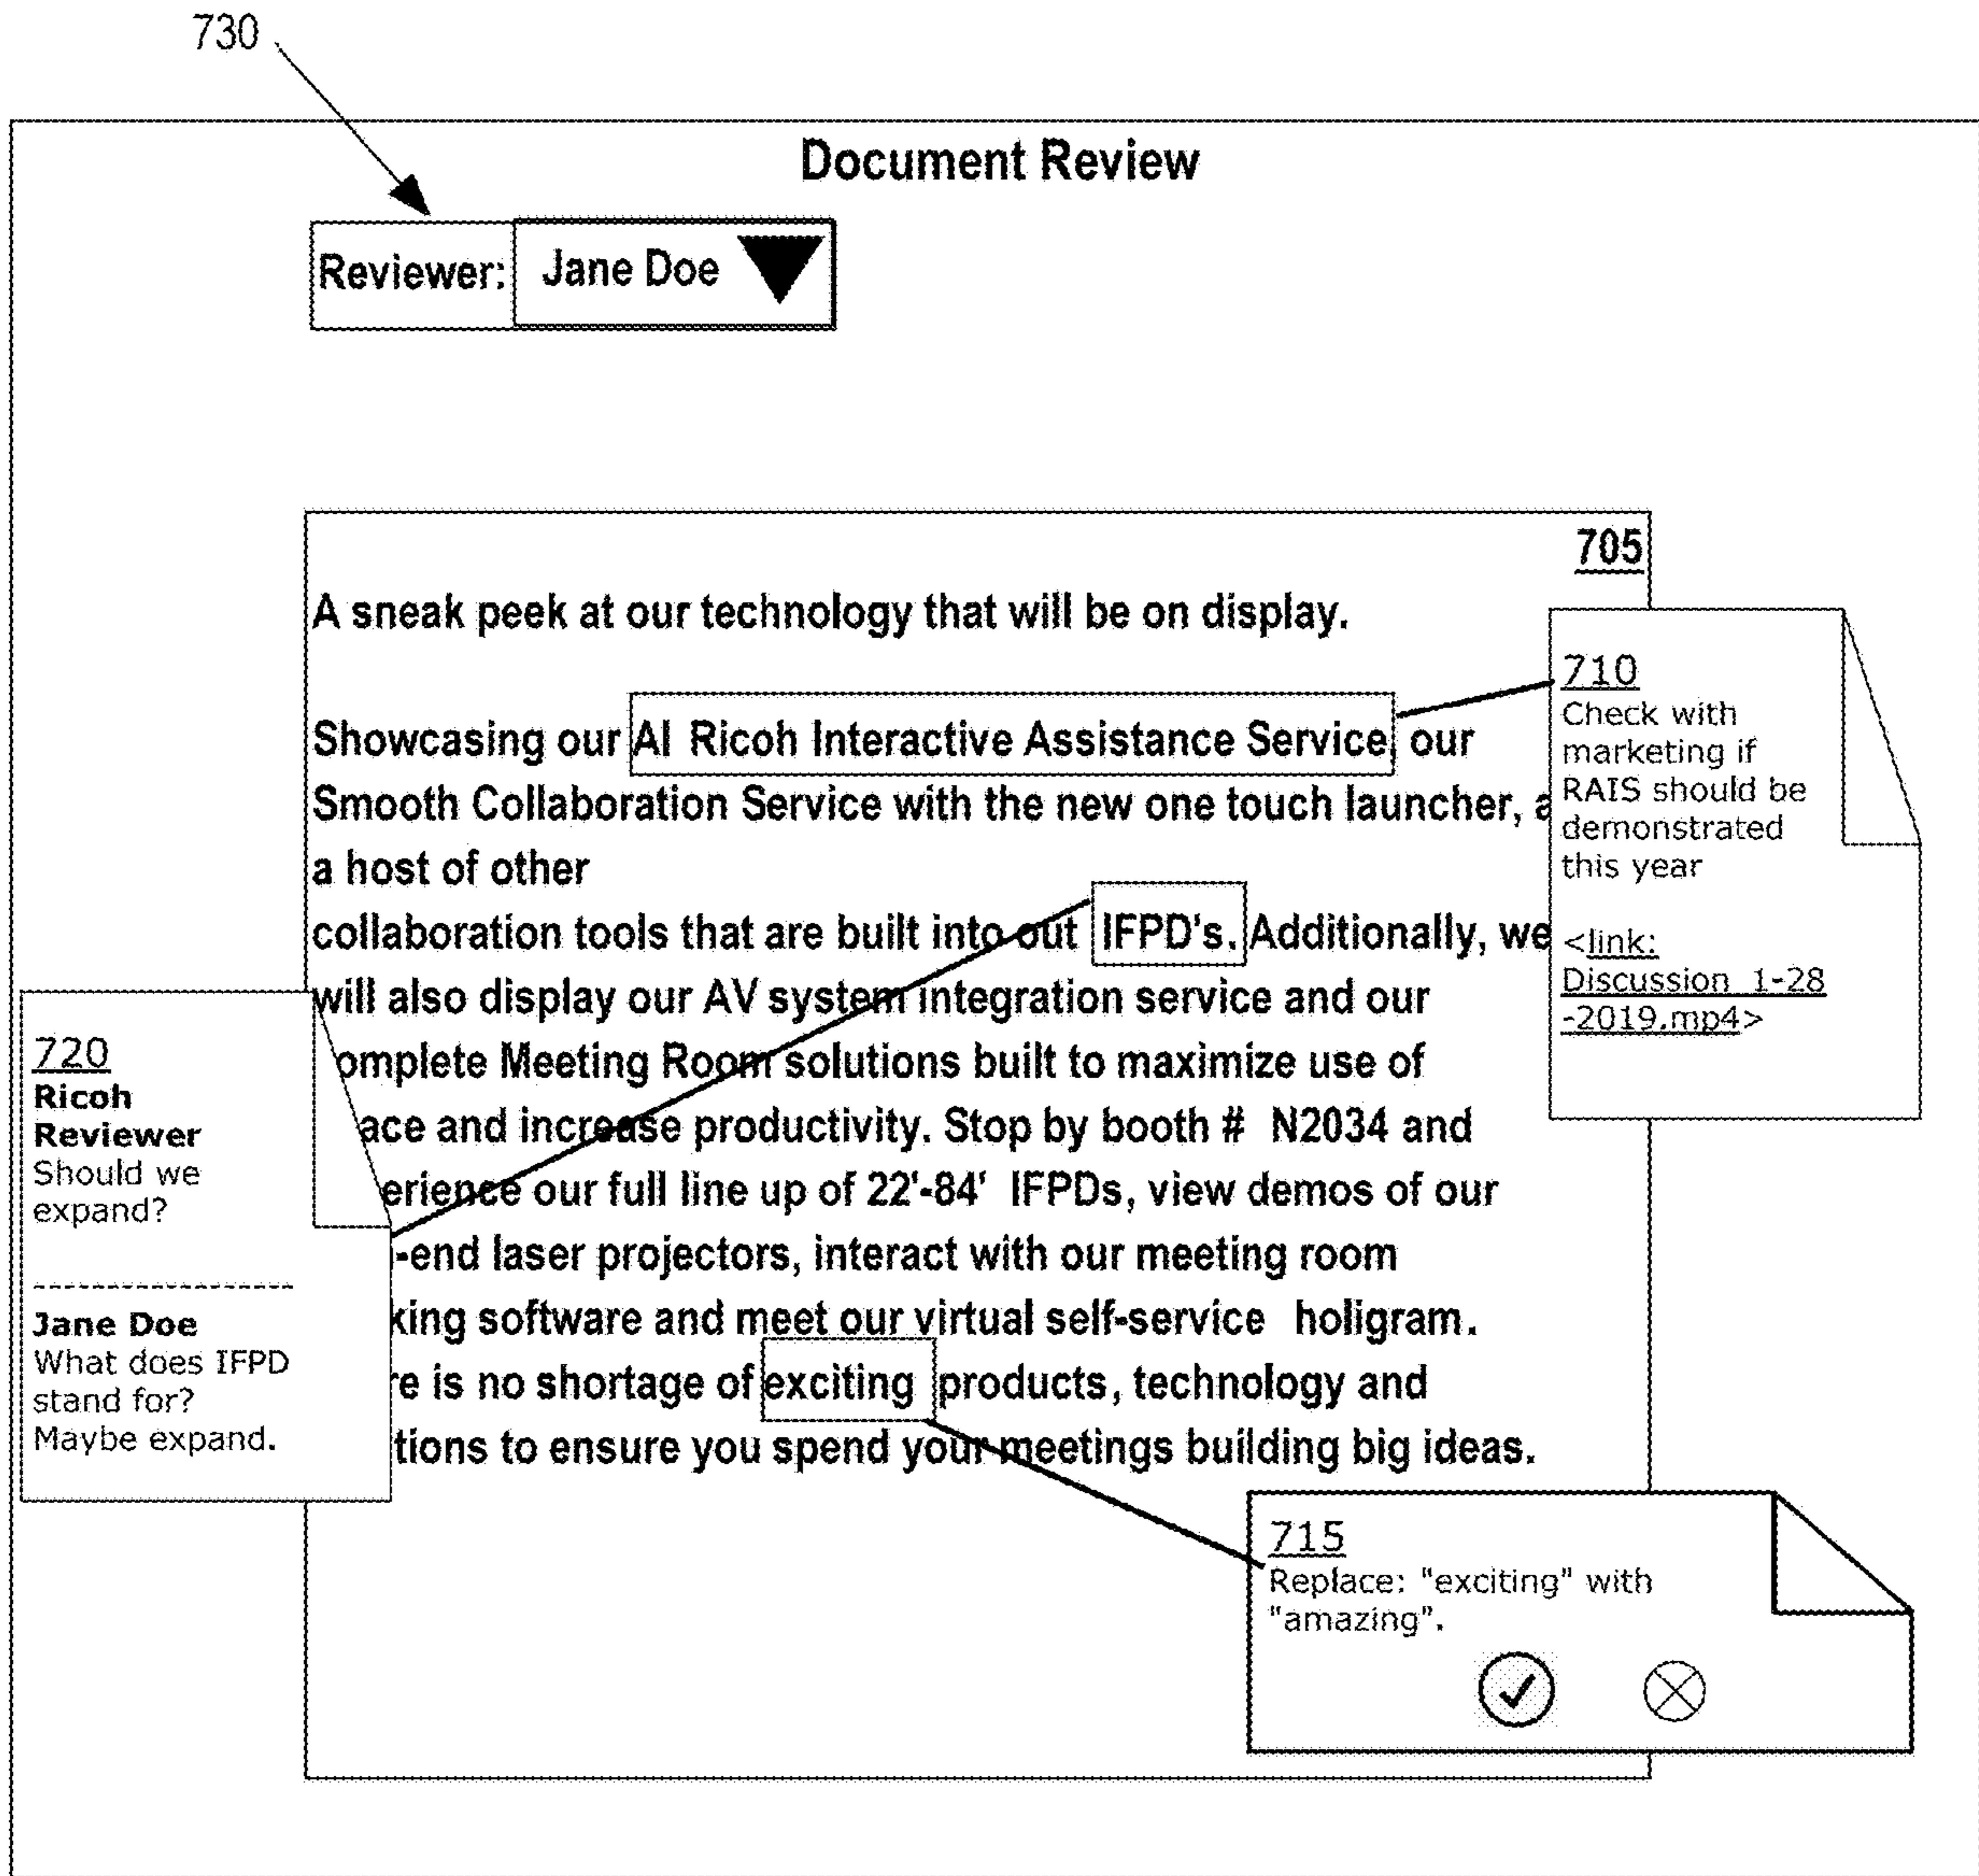 730
Document Review
Reviewer: Jane Doe
705
A sneak peek at our technology that will be on display.
Showcasing our AI Ricoh Interactive Assistance Service, our
Smooth Collaboration Service with the new one touch launcher, a
a host of other
collaboration tools that are built into out IFPD's. Additionally, we
will also display our AV system integration service and our
omplete Meeting Room solutions built to maximize use of
ace and increase productivity. Stop by booth # N2034 and
erience our full line up of 22'-84' IFPDs, view demos of our
-end laser projectors, interact with our meeting room
king software and meet our virtual self-service holigram.
re is no shortage of exciting products, technology and
tions to ensure you spend your meetings building big ideas.
710
Check with
marketing if
RAIS should be
demonstrated
this year
<link:
Discussion 1-28
-2019.mp4>
720
Ricoh
Reviewer
Should we
expand?
Jane Doe
What does IFPD
stand for?
Maybe expand.
715
Replace: "exciting" with
"amazing".